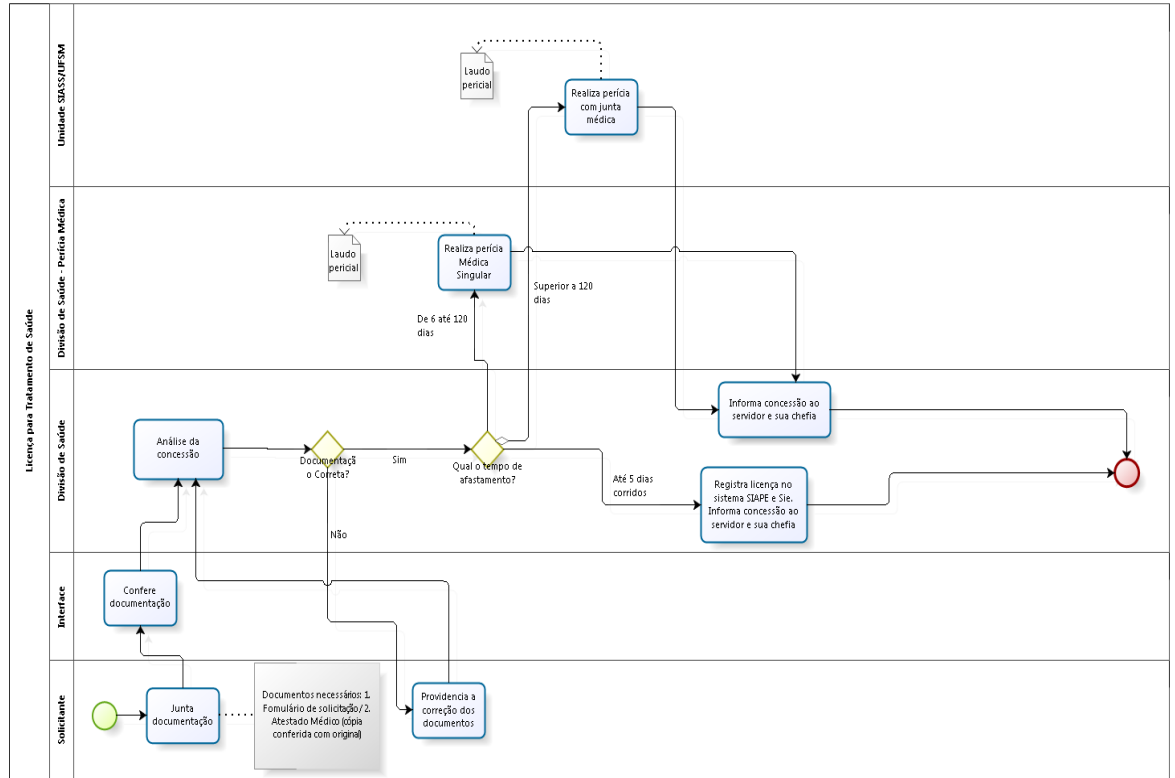 Licença para Tratamento de Saúde
Unidade SIASS/UFSM
Laudo
pericial
Realiza perícia
com junta
médica
Divisão de Saúde - Perícia Médica
Laudo
pericial
Realiza perícia
Médica
Singular
De 6 até 120
dias
Superior a 120
dias
Divisão de Saúde
Análise da
concessão
Documentaçã
o Correta?
Sim
Não
Qual o tempo de
afastamento?
Até 5 dias
corridos
Informa concessão ao
servidor e sua chefia
Registra licença no
sistema SIAPE e Sie.
Informa concessão ao
servidor e sua chefia
Interface
Confere
documentação
Solicitante
Junta
documentação
Documentos necessários: 1.
Fomulário de solicitação/ 2.
Atestado Médico (cópia
conferida com original)
Providencia a
correção dos
documentos